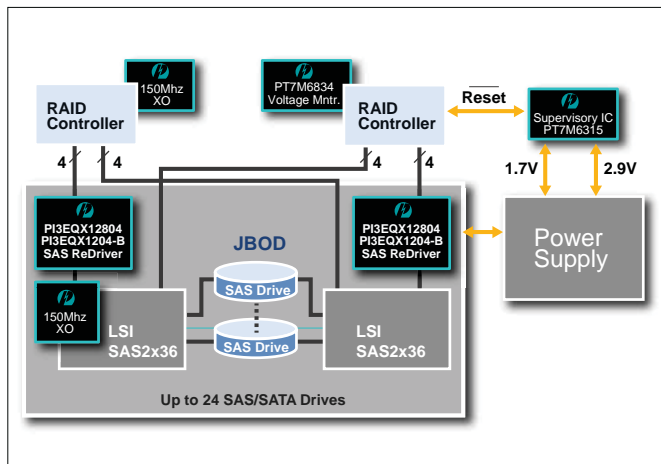 150Mhz
XO
RAID
Controller
PT7M6834
Voltage Mntr.
RAID
Controller
Reset
Supervisory IC
PT7M6315
4
4
4
4
1.7V
2.9V
PI3EQX12804
PI3EQX1204-B
SAS ReDriver
JBOD
PI3EQX12804
PI3EQX1204-B
SAS ReDriver
Power
Supply
150Mhz
XO
LSI
SAS2x36
SAS Drive
SAS Drive
LSI
SAS2x36
Up to 24 SAS/SATA Drives